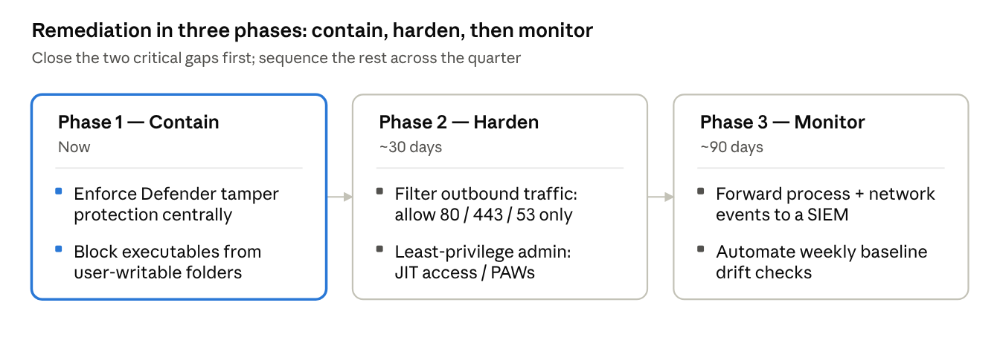 Remediation in three phases: contain, harden, then monitor
Close the two critical gaps first; sequence the rest across the quarter
Phase 1 — Contain
Now
Enforce Defender tamper
protection centrally
Block executables from
user-writable folders
Phase 2 — Harden
~30 days
Filter outbound traffic:
allow 80 / 443 / 53 only
Least-privilege admin:
JIT access / PAWs
Phase 3 — Monitor
~90 days
Forward process + network
events to a SIEM
Automate weekly baseline
drift checks